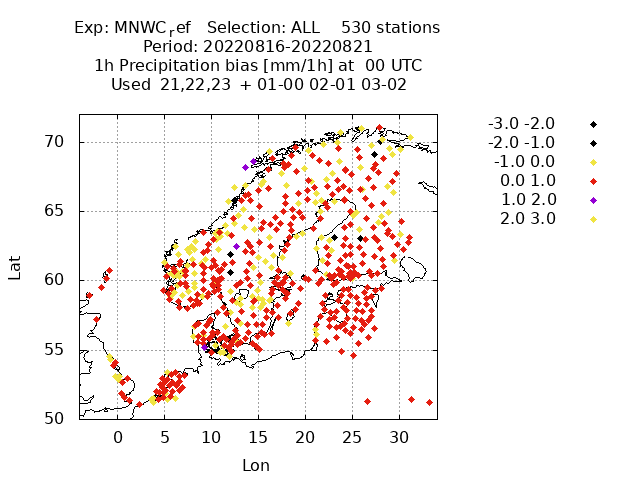 Exp: MNWCref Selection: ALL 530 stations
Period: 20220816-20220821
1h Precipitation bias [mm/1h] at 00 UTC
Used 21,22,23 + 01-00 02-01 03-02
-3.0 -2.0
-2.0 -1.0
-1.0 0.0
0.0 1.0
1.0 2.0
2.0 3.0
70
65
60
55
50
Lat
0 5 10 15 20 25 30
Lon